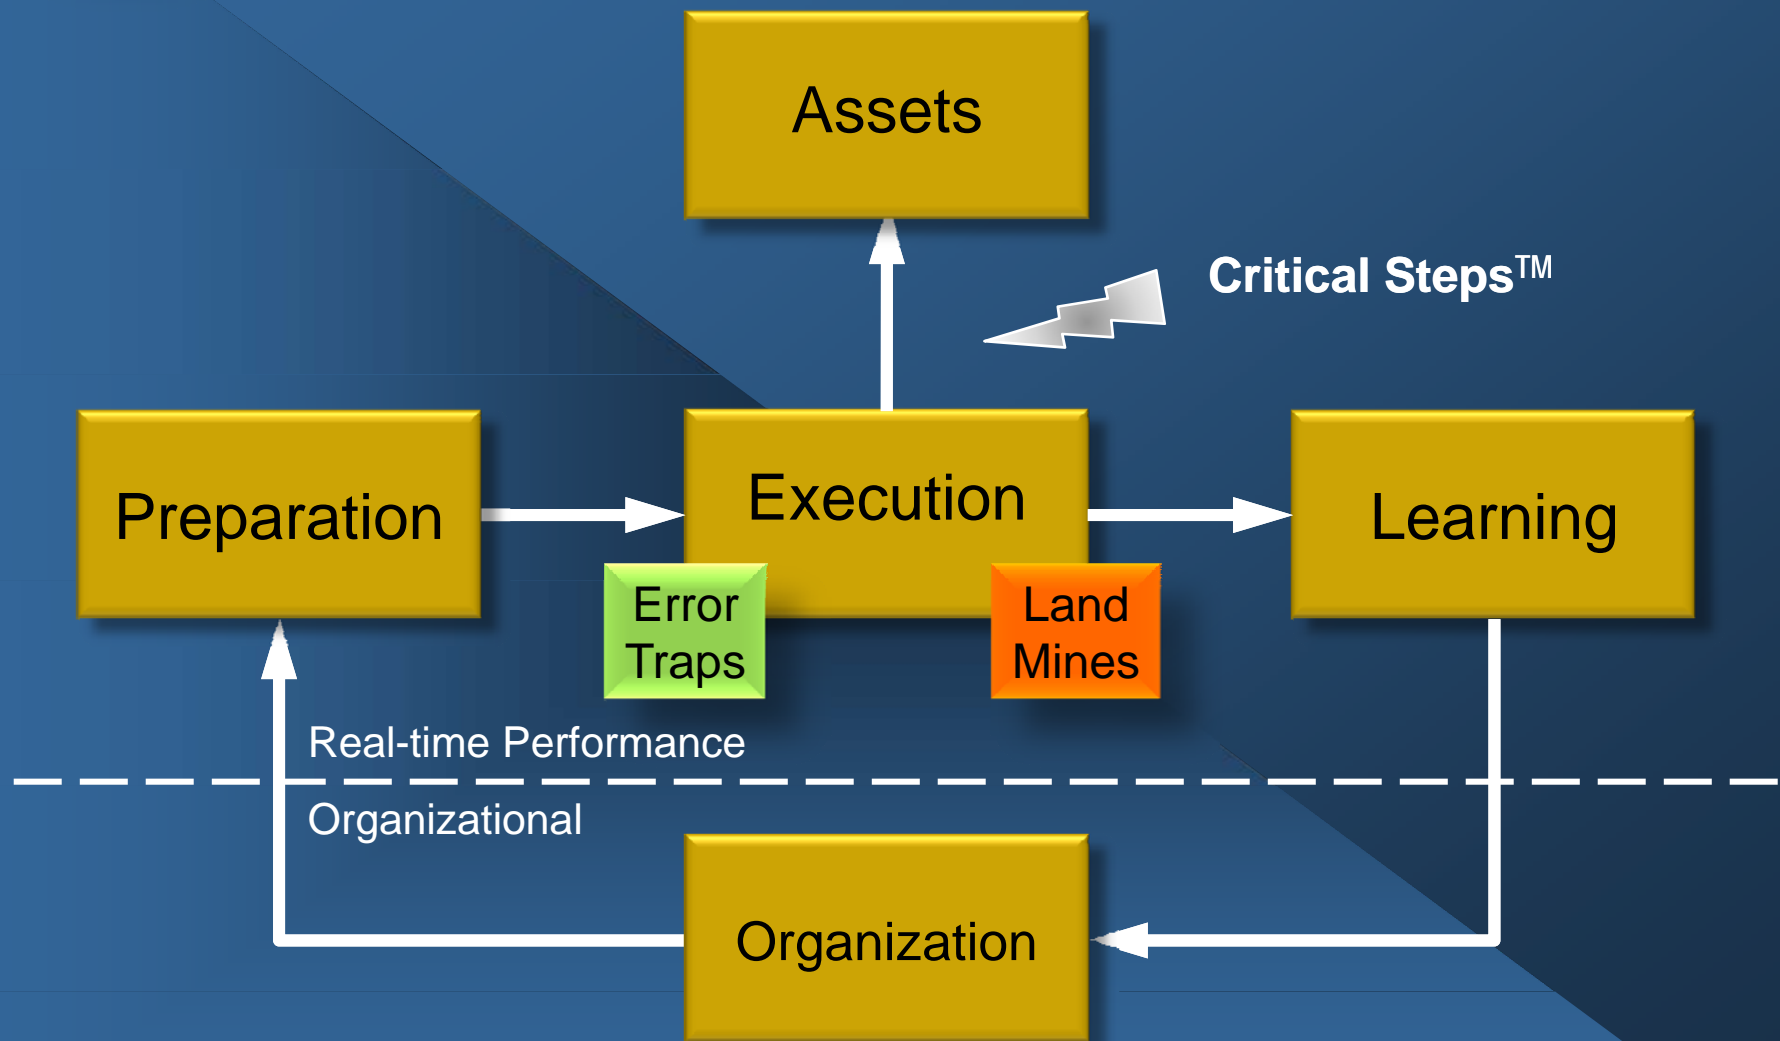 Assets
Critical Steps™
Preparation
Execution
Learning
Error
Traps
Land
Mines
Real-time Performance
Organizational
Organization